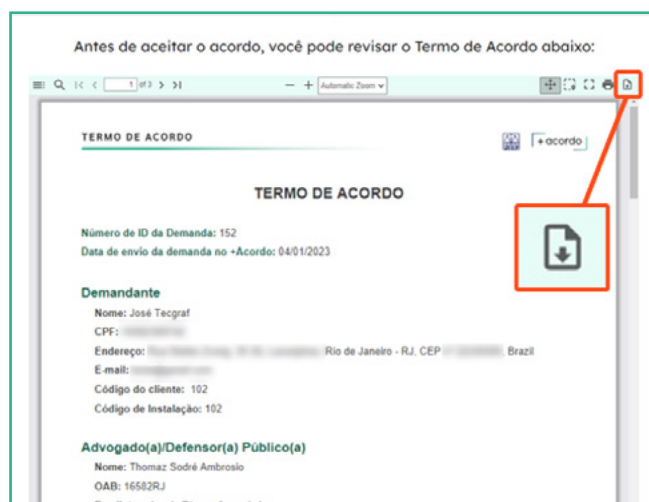 Antes de aceitar o acordo, você pode revisar o Termo de Acordo abaixo:
1 of 3 Automatic Zoom
TERMO DE ACORDO +acordo
TERMO DE ACORDO
Número de ID da Demanda: 152
Data de envio da demanda no +Acordo: 04/01/2023
Demandante
Nome: José Tecgraf
CPF:
Endereço: Rio de Janeiro - RJ, CEP Brazil
E-mail:
Código do cliente: 102
Código de Instalação: 102
Advogado(a)/Defensor(a) Público(a)
Nome: Thomaz Sodré Ambrosio
OAB: 16582RJ